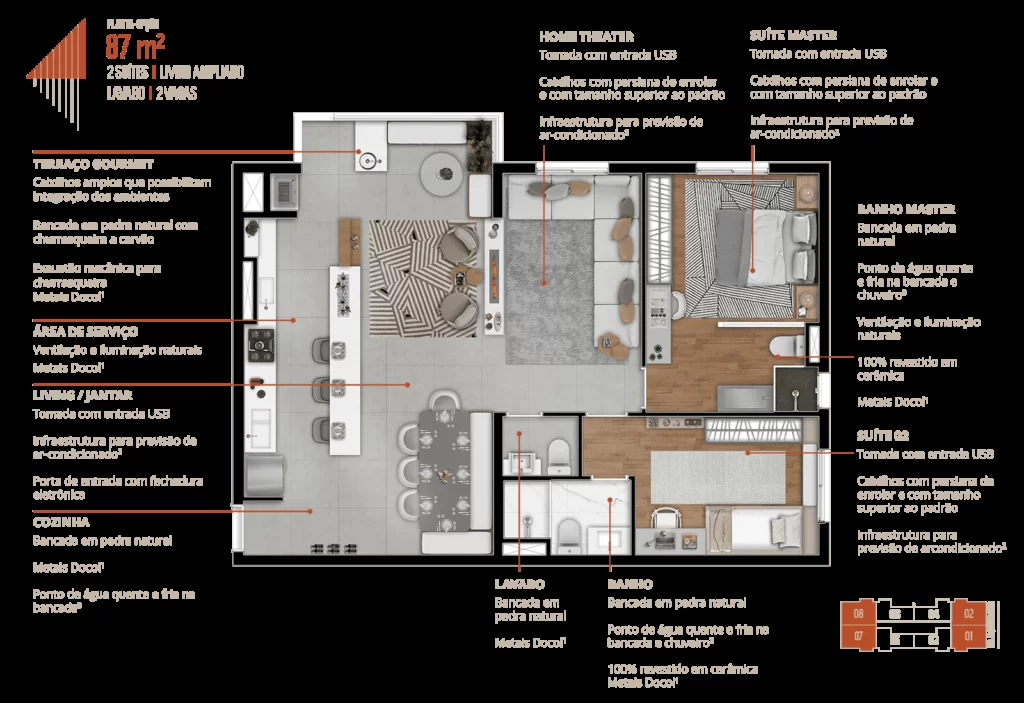 PLANTA-OPÇÃO
87 m²
2 SUÍTES | LIVING AMPLIADO
LAVABO | 2 VAGAS
TERRAÇO GOURMET
Caixilhos amplos que possibilitam
integração dos ambientes
Bancada em pedra natural com
churrasqueira a carvão
Exaustão mecânica para
churrasqueira
Metais Docol¹
ÁREA DE SERVIÇO
Ventilação e iluminação naturais
Metais Docol¹
LIVING / JANTAR
Tomada com entrada USB
Infraestrutura para previsão de
ar-condicionado²
Porta de entrada com fechadura
eletrônica
COZINHA
Bancada em pedra natural
Metais Docol¹
Ponto de água quente e fria na
bancada³
HOME THEATER
Tomada com entrada USB
Caixilhos com persiana de enrolar
e com tamanho superior ao padrão
Infraestrutura para previsão de
ar-condicionado²
SUÍTE MASTER
Tomada com entrada USB
Caixilhos com persiana de enrolar e
com tamanho superior ao padrão
Infraestrutura para previsão de
ar-condicionado²
BANHO MASTER
Bancada em pedra
natural
Ponto de água quente
e fria na bancada e
chuveiro³
Ventilação e iluminação
naturais
100% revestido em
cerâmica
Metais Docol¹
SUÍTE 02
Tomada com entrada USB
Caixilhos com persiana de
enrolar e com tamanho
superior ao padrão
Infraestrutura para
previsão de arcondicionado²
LAVABO
Bancada em
pedra natural
Metais Docol¹
BANHO
Bancada em pedra natural
Ponto de água quente e fria na
bancada e chuveiro³
100% revestido em cerâmica
Metais Docol¹
08 02
07 01